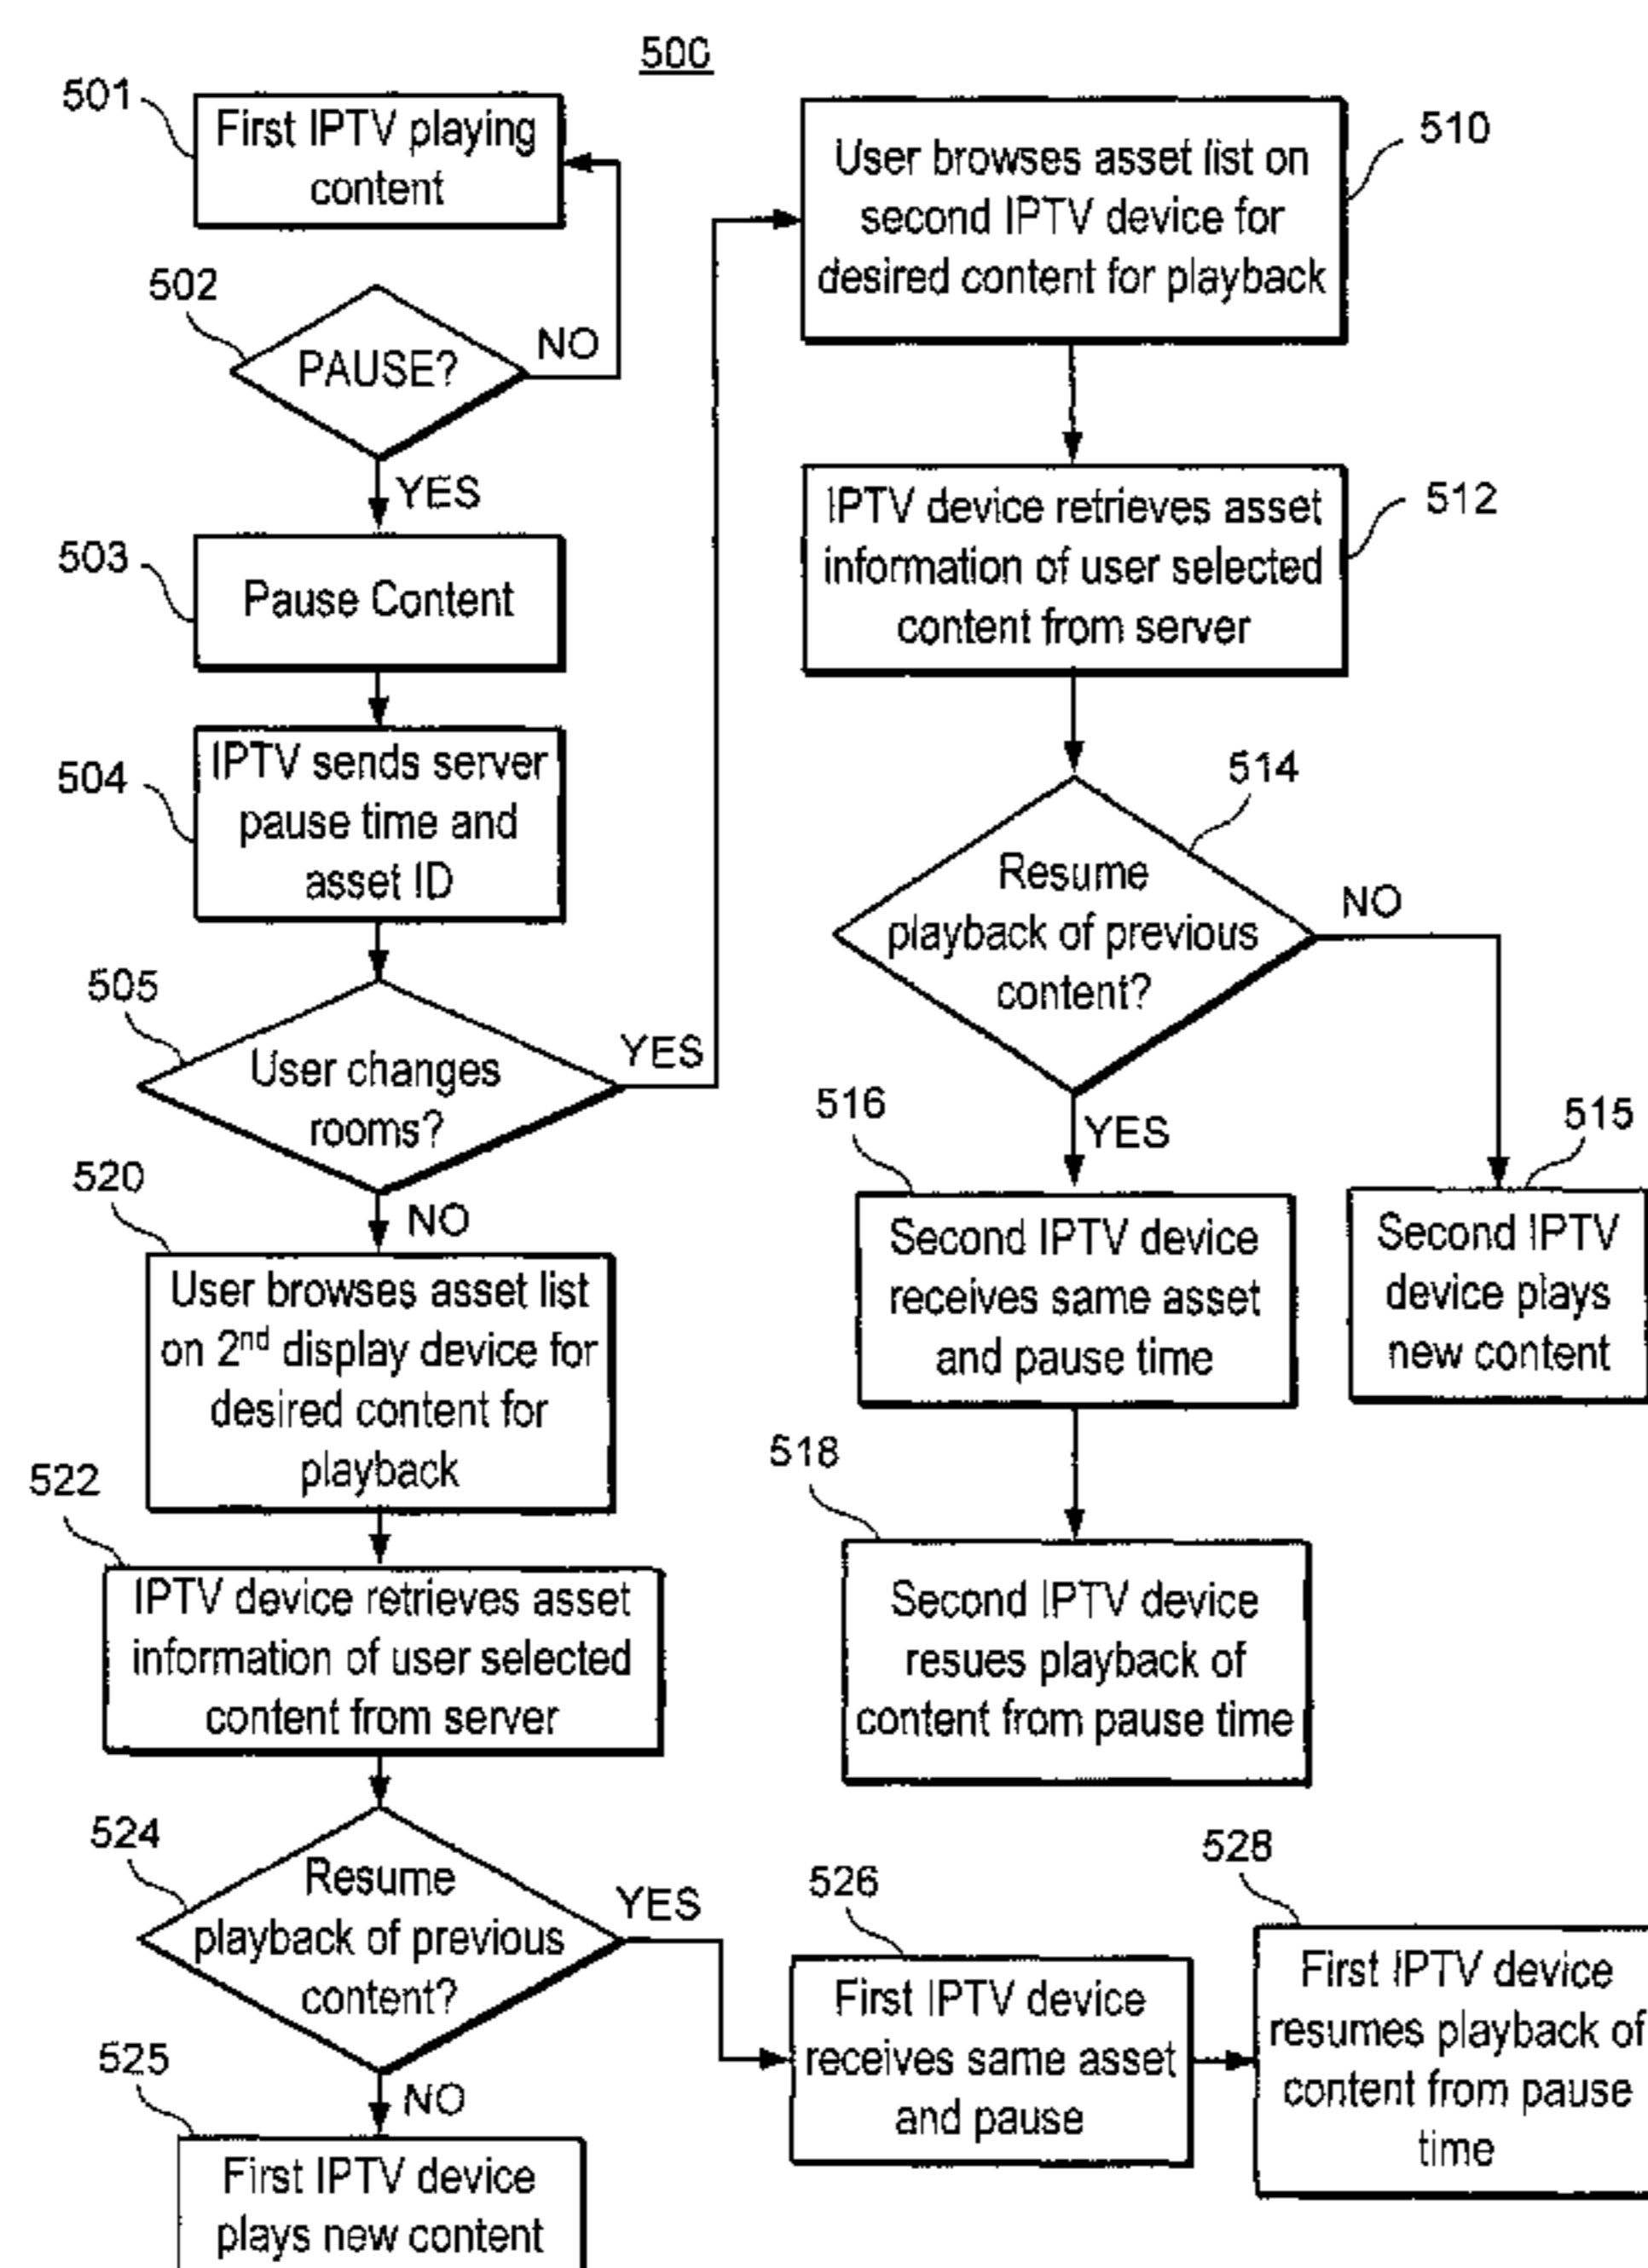 500
501
First IPTV playing
content
502
PAUSE?
NO
YES
503
Pause Content
504
IPTV sends server
pause time and
asset ID
505
User changes
rooms?
YES
NO
520
User browses asset list
on 2nd display device for
desired content for
playback
522
IPTV device retrieves asset
information of user selected
content from server
524
Resume
playback of previous
content?
YES
NO
525
First IPTV device
plays new content
510
User browses asset list on
second IPTV device for
desired content for playback
512
IPTV device retrieves asset
information of user selected
content from server
514
Resume
playback of previous
content?
NO
YES
515
Second IPTV
device plays
new content
516
Second IPTV device
receives same asset
and pause time
518
Second IPTV device
resues playback of
content from pause time
526
First IPTV device
receives same asset
and pause
528
First IPTV device
resumes playback of
content from pause
time